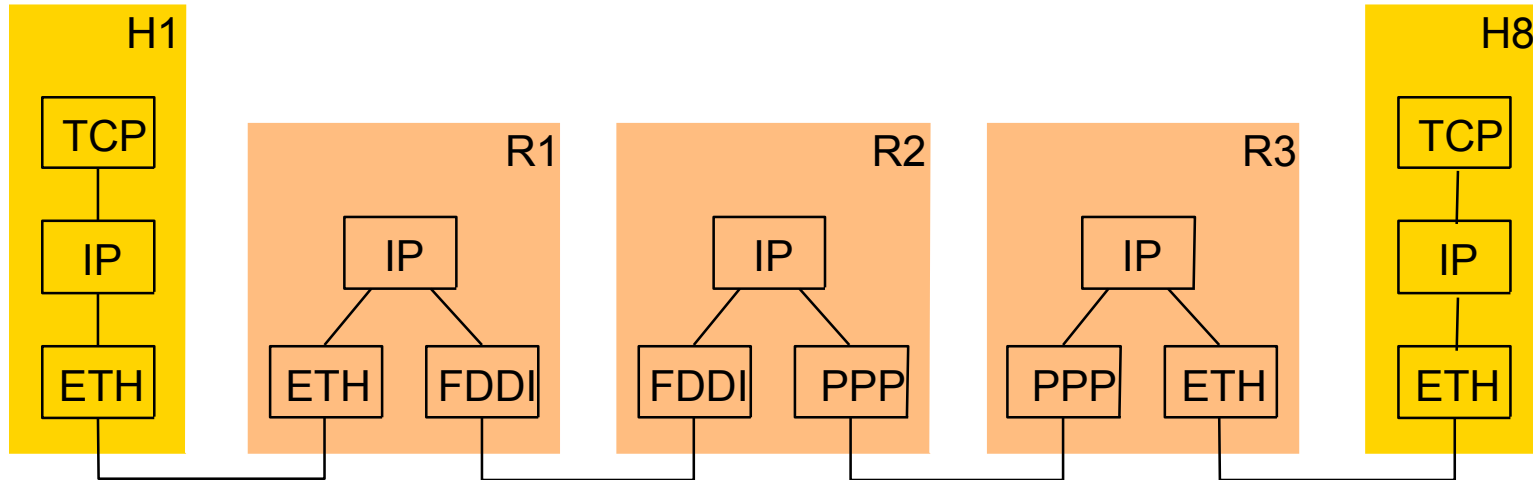 H1
TCP
IP
ETH
R1
IP
ETH
FDDI
R2
IP
FDDI
PPP
R3
IP
PPP
ETH
H8
TCP
IP
ETH